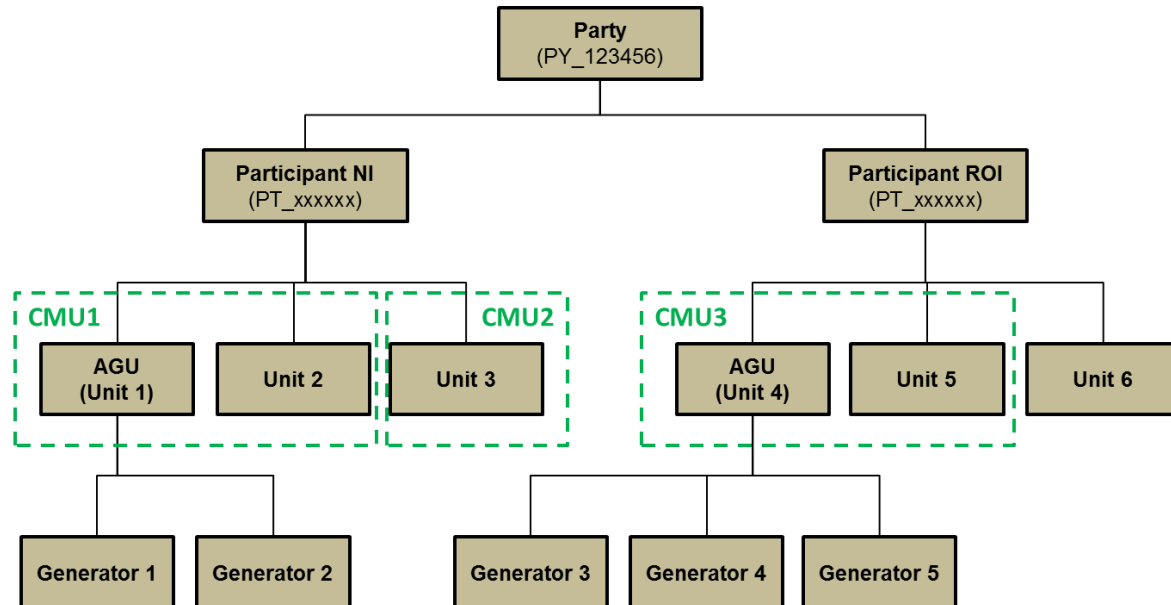 Party
(PY_123456)
Participant NI
(PT_xxxxxx)
Participant ROI
(PT_xxxxxx)
CMU1
CMU2
CMU3
AGU
(Unit 1)
Unit 2
Unit 3
AGU
(Unit 4)
Unit 5
Unit 6
Generator 1
Generator 2
Generator 3
Generator 4
Generator 5